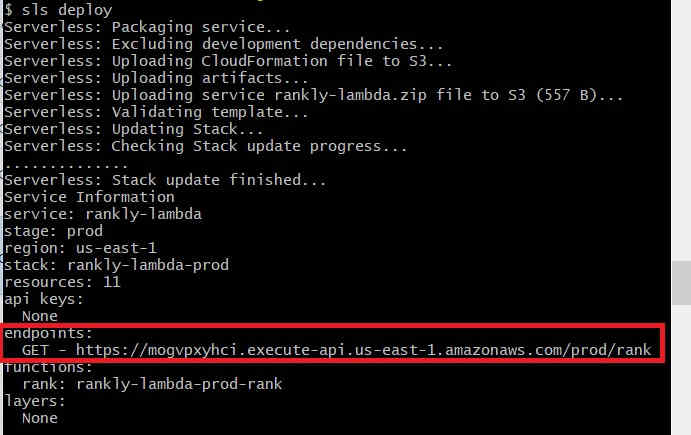 $ sls deploy
Serverless: Packaging service...
Serverless: Excluding development dependencies...
Serverless: Uploading CloudFormation file to S3...
Serverless: Uploading artifacts...
Serverless: Uploading service rankly-lambda.zip file to S3 (557 B)...
Serverless: Validating template...
Serverless: Updating Stack...
Serverless: Checking Stack update progress...
..............
Serverless: Stack update finished...
Service Information
service: rankly-lambda
stage: prod
region: us-east-1
stack: rankly-lambda-prod
resources: 11
api keys:
  None
endpoints:
  GET - https://mogvpxyhci.execute-api.us-east-1.amazonaws.com/prod/rank
functions:
  rank: rankly-lambda-prod-rank
layers:
  None